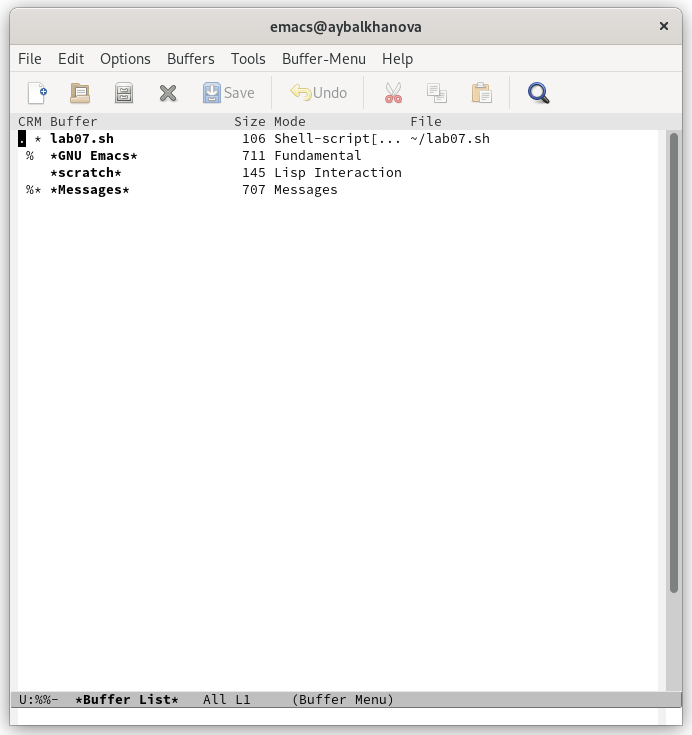 emacs@aybalkhanova ×
File Edit Options Buffers Tools Buffer-Menu Help
Save Undo
CRM Buffer Size Mode File
. * lab07.sh 106 Shell-script[... ~/lab07.sh
% *GNU Emacs* 711 Fundamental
*scratch* 145 Lisp Interaction
%* *Messages* 707 Messages
U:%%- *Buffer List* All L1 (Buffer Menu)